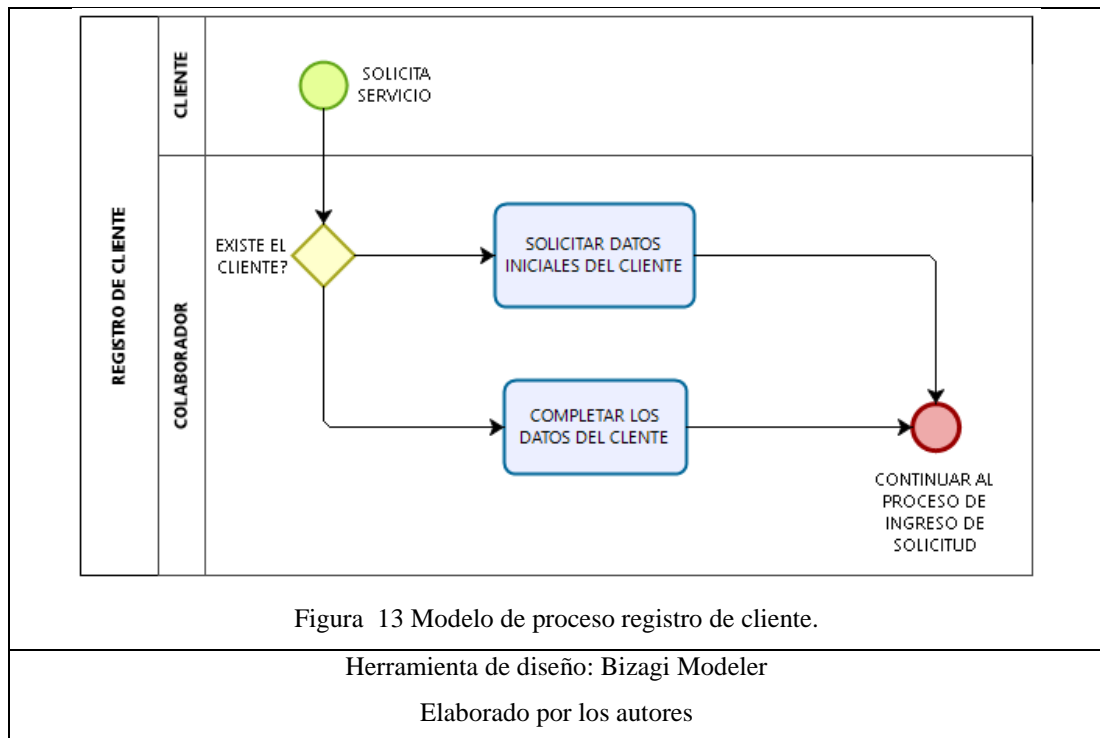 REGISTRO DE CLIENTE
CLIENTE
SOLICITA
SERVICIO
COLABORADOR
EXISTE EL
CLIENTE?
SOLICITAR DATOS
INICIALES DEL CLIENTE
COMPLETAR LOS
DATOS DEL CLENTE
CONTINUAR AL
PROCESO DE
INGRESO DE
SOLICITUD
Figura 13 Modelo de proceso registro de cliente.
Herramienta de diseño: Bizagi Modeler
Elaborado por los autores